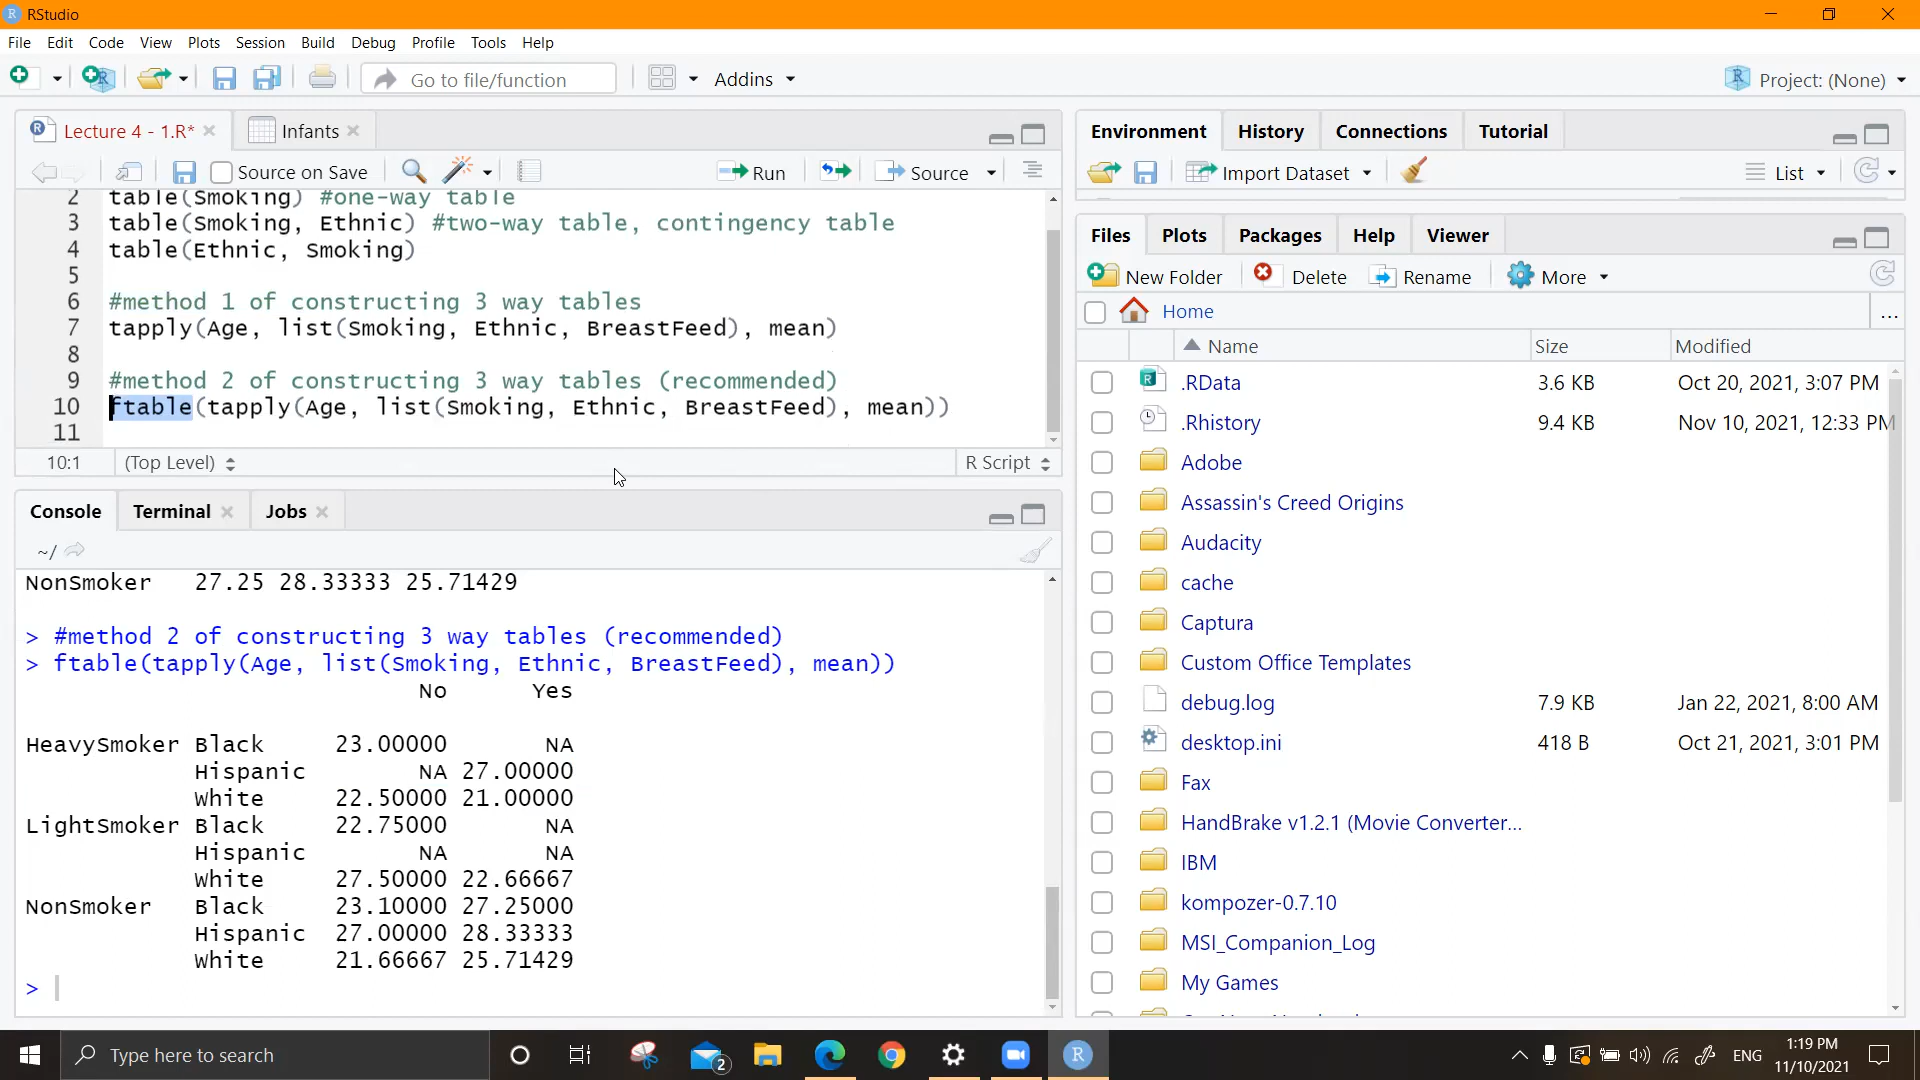 RStudio
File Edit Code View Plots Session Build Debug Profile Tools Help
Go to file/function Addins Project: (None)
Lecture 4 - 1.R* Infants
Source on Save Run Source
2 table(Smoking) #one-way table
3 table(Smoking, Ethnic) #two-way table, contingency table
4 table(Ethnic, Smoking)
5
6 #method 1 of constructing 3 way tables
7 tapply(Age, list(Smoking, Ethnic, BreastFeed), mean)
8
9 #method 2 of constructing 3 way tables (recommended)
10 ftable(tapply(Age, list(Smoking, Ethnic, BreastFeed), mean))
11
10:1 (Top Level) R Script
Console Terminal Jobs
~/
NonSmoker 27.25 28.33333 25.71429
> #method 2 of constructing 3 way tables (recommended)
> ftable(tapply(Age, list(Smoking, Ethnic, BreastFeed), mean))
No Yes
HeavySmoker Black 23.00000 NA
Hispanic NA 27.00000
White 22.50000 21.00000
LightSmoker Black 22.75000 NA
Hispanic NA NA
White 27.50000 22.66667
NonSmoker Black 23.10000 27.25000
Hispanic 27.00000 28.33333
White 21.66667 25.71429
>
Environment History Connections Tutorial
Import Dataset List
Files Plots Packages Help Viewer
New Folder Delete Rename More
Home ...
Name Size Modified
.RData 3.6 KB Oct 20, 2021, 3:07 PM
.Rhistory 9.4 KB Nov 10, 2021, 12:33 PM
Adobe
Assassin's Creed Origins
Audacity
cache
Captura
Custom Office Templates
debug.log 7.9 KB Jan 22, 2021, 8:00 AM
desktop.ini 418 B Oct 21, 2021, 3:01 PM
Fax
HandBrake v1.2.1 (Movie Converter...
IBM
kompozer-0.7.10
MSI_Companion_Log
My Games
Type here to search 2 ENG 1:19 PM
11/10/2021